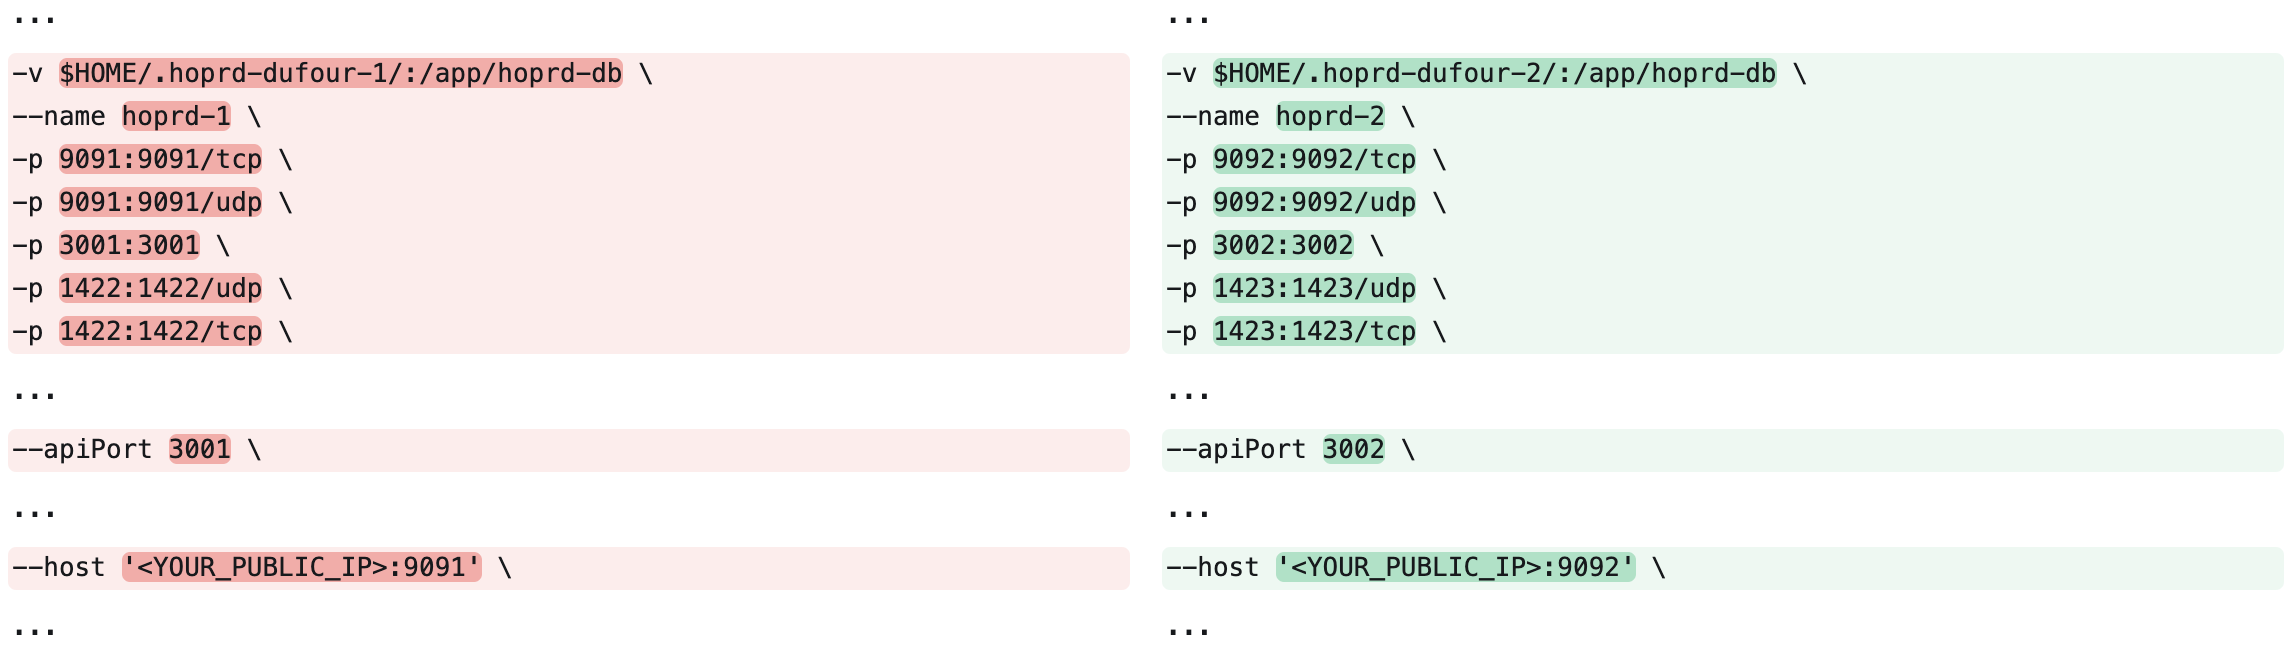 ...
-v $HOME/.hoprd-dufour-1/:/app/hoprd-db \
--name hoprd-1 \
-p 9091:9091/tcp \
-p 9091:9091/udp \
-p 3001:3001 \
-p 1422:1422/udp \
-p 1422:1422/tcp \
...
--apiPort 3001 \
...
--host '<YOUR_PUBLIC_IP>:9091' \
...
...
-v $HOME/.hoprd-dufour-2/:/app/hoprd-db \
--name hoprd-2 \
-p 9092:9092/tcp \
-p 9092:9092/udp \
-p 3002:3002 \
-p 1423:1423/udp \
-p 1423:1423/tcp \
...
--apiPort 3002 \
...
--host '<YOUR_PUBLIC_IP>:9092' \
...